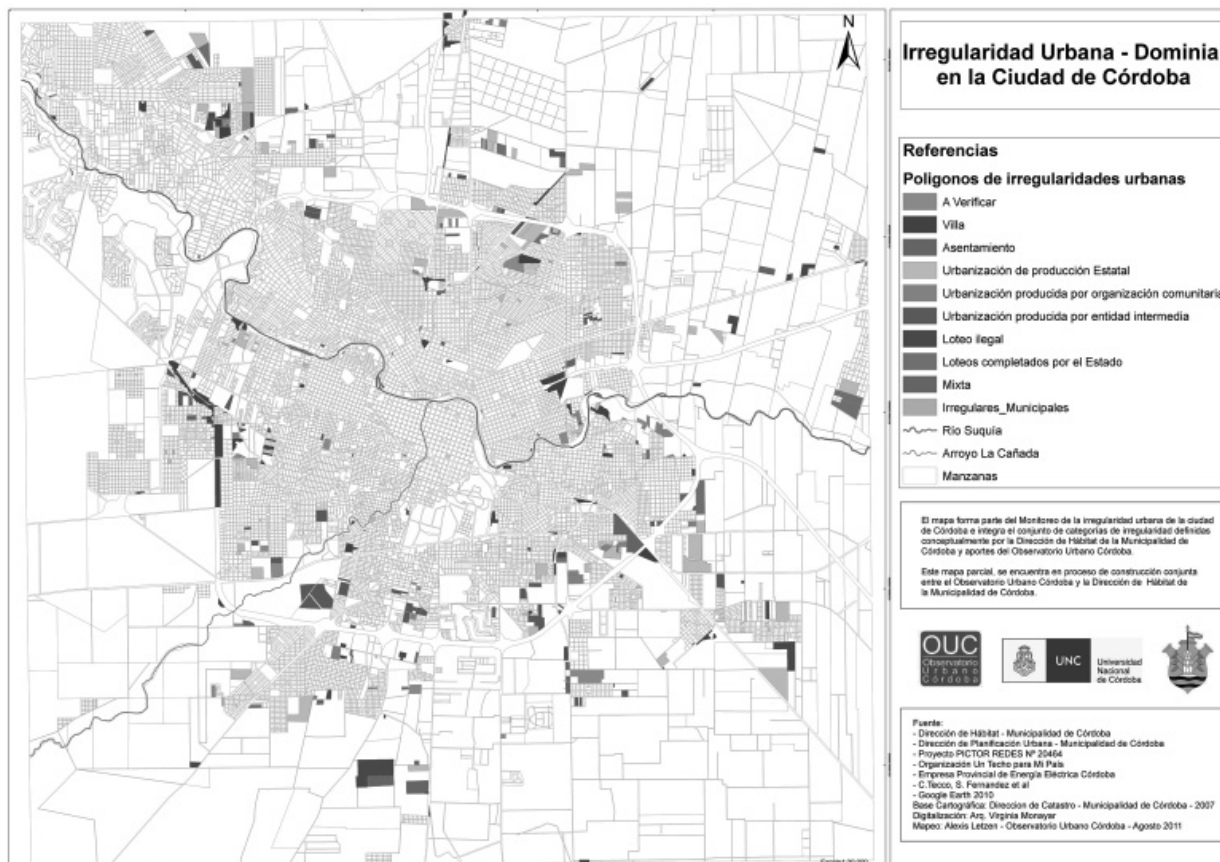 N
Irregularidad Urbana - Dominia
en la Ciudad de Córdoba
Referencias
Poligonos de irregularidades urbanas
A Verificar
Villa
Asentamiento
Urbanización de producción Estatal
Urbanización producida por organización comunitaria
Urbanización producida por entidad intermedia
Loteo ilegal
Loteos completados por el Estado
Mixta
Irregulares_Municipales
Río Suquía
Arroyo La Cañada
Manzanas
El mapa forma parte del Monitoreo de la irregularidad urbana de la ciudad
de Córdoba e integra el conjunto de categorías de irregularidad definidas
conceptualmente por la Dirección de Hábitat de la Municipalidad de
Córdoba y aportes del Observatorio Urbano Córdoba.
Este mapa parcial, se encuentra en proceso de construcción conjunta
entre el Observatorio Urbano Córdoba y la Dirección de Hábitat de
la Municipalidad de Córdoba.
OUC
Observatorio
Urbano
Córdoba
UNC
Universidad
Nacional
de Córdoba
Fuente:
- Dirección de Hábitat - Municipalidad de Córdoba
- Dirección de Planificación Urbana - Municipalidad de Córdoba
- Proyecto PICTOR REDES Nº 20464
- Organización Un Techo para Mi País
- Empresa Provincial de Energía Eléctrica Córdoba
- C.Tecco, S. Fernandez et al
- Google Earth 2010
Base Cartográfica: Direccion de Catastro - Municipalidad de Córdoba - 2007
Digitalización: Arq. Virginia Monayar
Mapeo: Alexis Letzen - Observatorio Urbano Córdoba - Agosto 2011